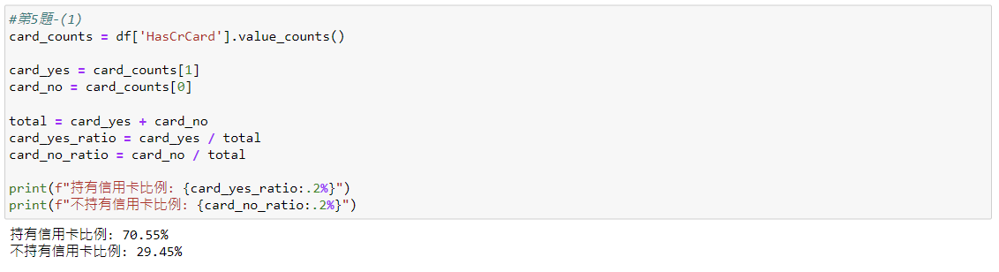 #第5題-(1)
card_counts = df['HasCrCard'].value_counts()
card_yes = card_counts[1]
card_no = card_counts[0]
total = card_yes + card_no
card_yes_ratio = card_yes / total
card_no_ratio = card_no / total
print(f"持有信用卡比例: {card_yes_ratio:.2%}")
print(f"不持有信用卡比例: {card_no_ratio:.2%}")
持有信用卡比例: 70.55%
不持有信用卡比例: 29.45%